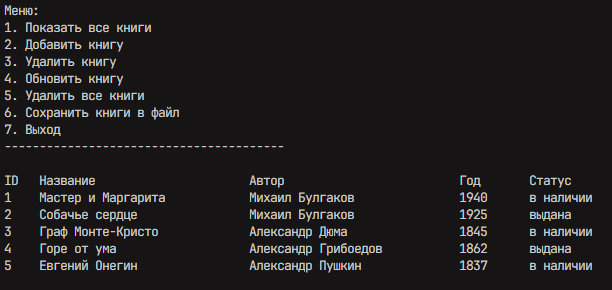 Меню:
1. Показать все книги
2. Добавить книгу
3. Удалить книгу
4. Обновить книгу
5. Удалить все книги
6. Сохранить книги в файл
7. Выход
----------------------------------------
ID   Название                      Автор                         Год       Статус
1    Мастер и Маргарита            Михаил Булгаков               1940      в наличии
2    Собачье сердце                Михаил Булгаков               1925      выдана
3    Граф Монте-Кристо             Александр Дюма                1845      в наличии
4    Горе от ума                   Александр Грибоедов           1862      выдана
5    Евгений Онегин                Александр Пушкин              1837      в наличии